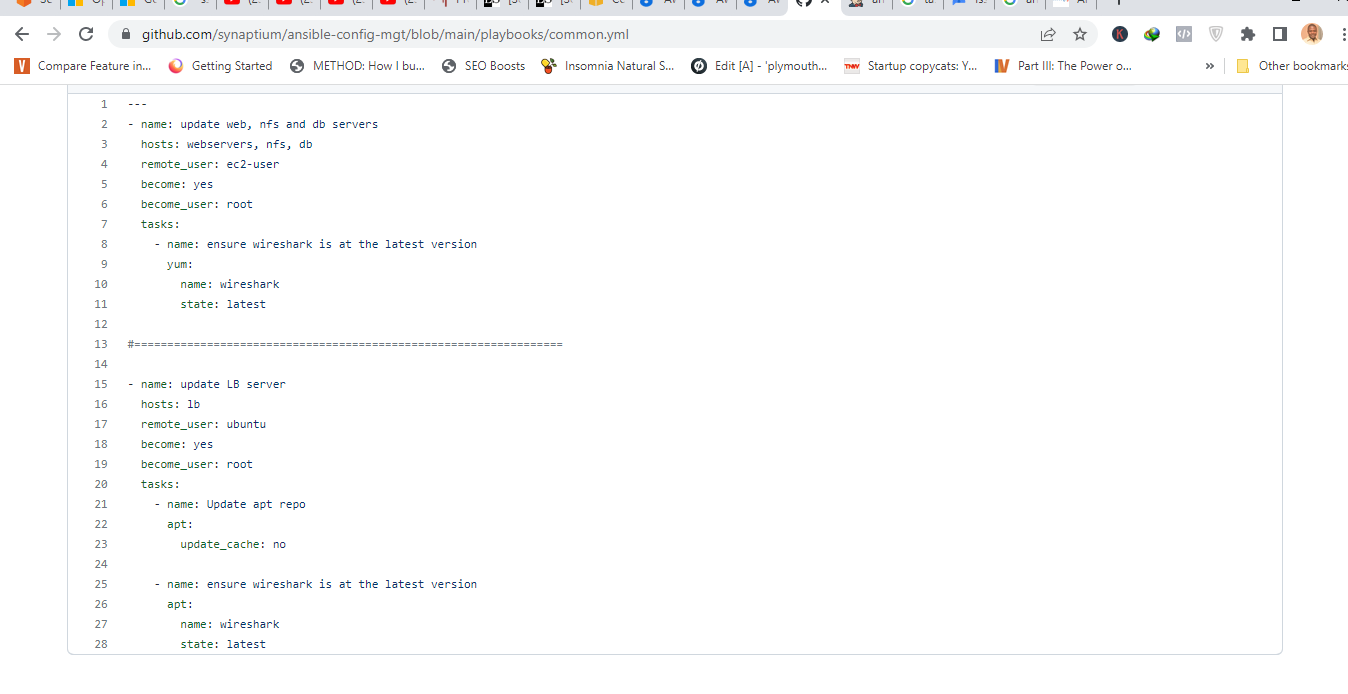 github.com/synaptium/ansible-config-mgt/blob/main/playbooks/common.yml
Compare Feature in... Getting Started METHOD: How I bu... SEO Boosts Insomnia Natural S... Edit [A] - 'plymouth... TNW Startup copycats: Y... Part III: The Power o... » Other bookmarks
1 ---
2 - name: update web, nfs and db servers
3 hosts: webservers, nfs, db
4 remote_user: ec2-user
5 become: yes
6 become_user: root
7 tasks:
8 - name: ensure wireshark is at the latest version
9 yum:
10 name: wireshark
11 state: latest
12
13 #=================================================================
14
15 - name: update LB server
16 hosts: lb
17 remote_user: ubuntu
18 become: yes
19 become_user: root
20 tasks:
21 - name: Update apt repo
22 apt:
23 update_cache: no
24
25 - name: ensure wireshark is at the latest version
26 apt:
27 name: wireshark
28 state: latest